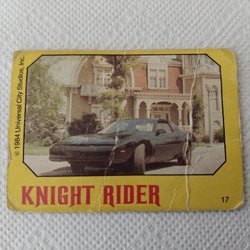 © 1984 Universal City Studios, Inc.
KNIGHT RIDER
17